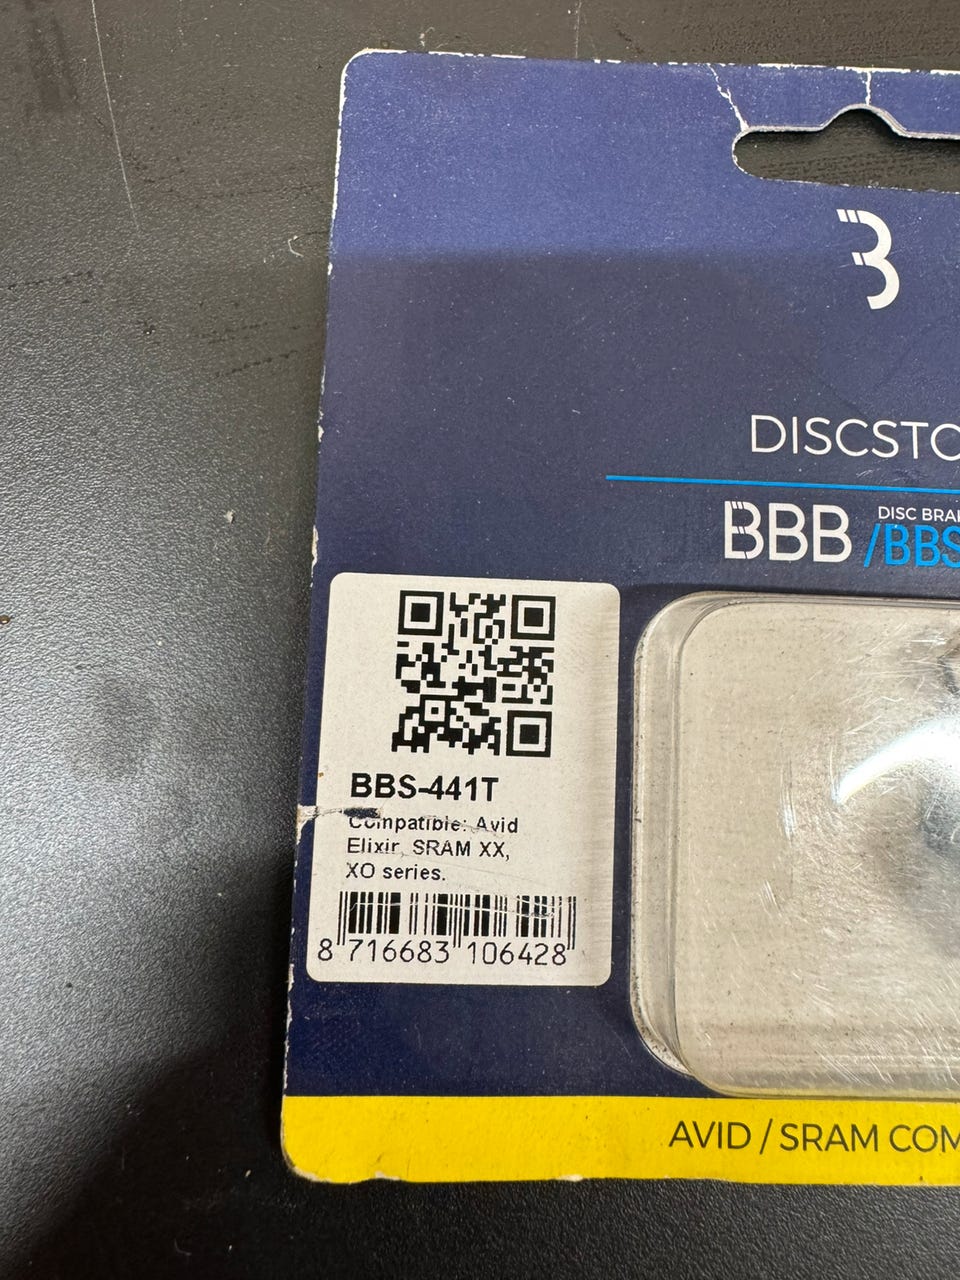 B
DISCSTO
BBB DISC BRAK
/BBS
BBS-441T
Compatible: Avid
Elixir, SRAM XX,
XO series.
8 716683 106428
AVID / SRAM COM